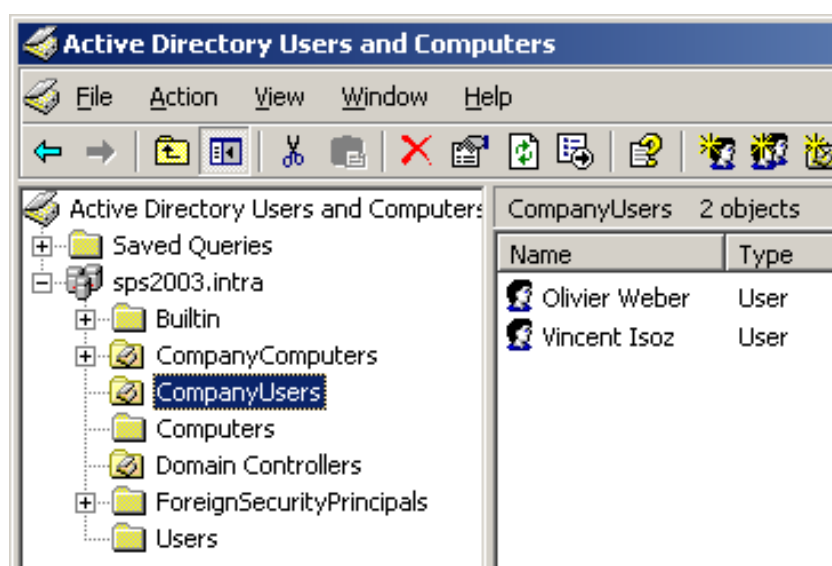 Active Directory Users and Computers
File Action View Window Help
Active Directory Users and Computers
Saved Queries
sps2003.intra
Builtin
CompanyComputers
CompanyUsers
Computers
Domain Controllers
ForeignSecurityPrincipals
Users
CompanyUsers 2 objects
Name Type
Olivier Weber User
Vincent Isoz User